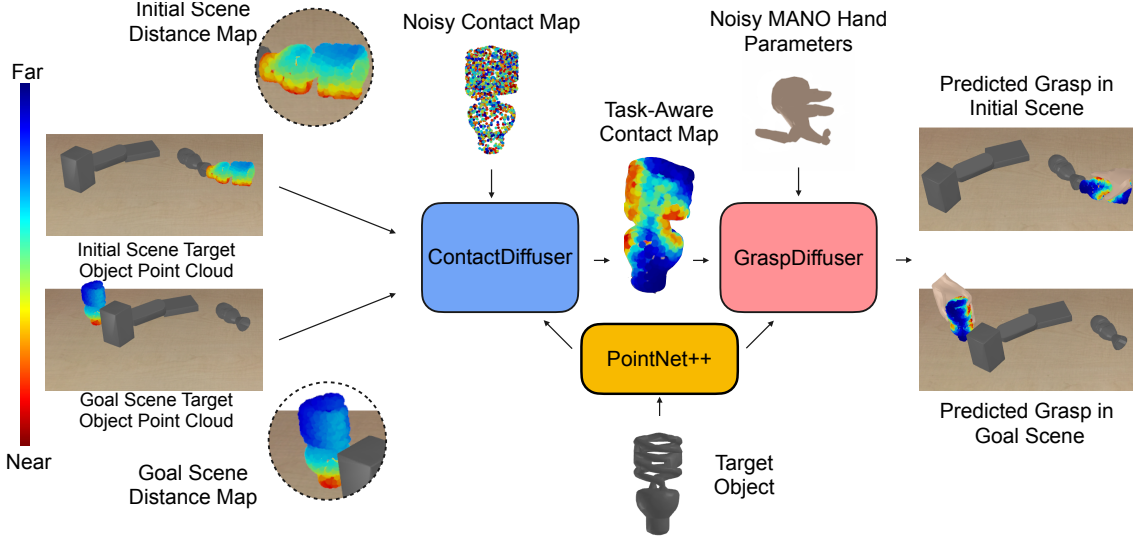 Initial Scene
Distance Map
Noisy Contact Map
Noisy MANO Hand
Parameters
Far
Predicted Grasp in
Initial Scene
Task-Aware
Contact Map
Initial Scene Target
Object Point Cloud
ContactDiffuser
GraspDiffuser
PointNet++
Goal Scene Target
Object Point Cloud
Predicted Grasp in
Goal Scene
Near
Goal Scene
Distance Map
Target
Object